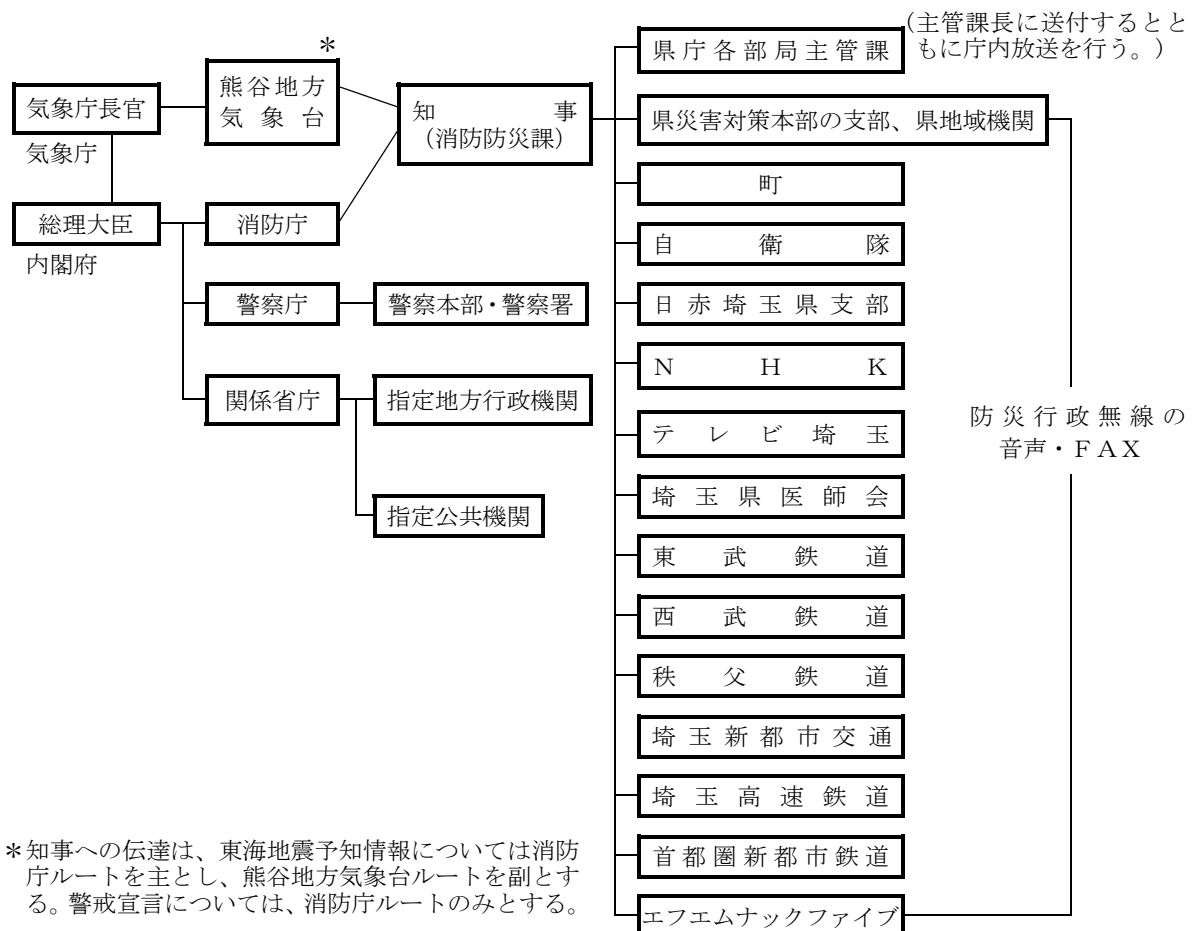 気象庁長官
気象庁
総理大臣
内閣府
*
熊谷地方
気象台
消防庁
警察庁
関係省庁
知事
(消防防災課)
警察本部・警察署
指定地方行政機関
指定公共機関
県庁各部局主管課
(主管課長に送付するとと
もに庁内放送を行う。)
県災害対策本部の支部、県地域機関
町
自衛隊
日赤埼玉県支部
NHK
テレビ埼玉
埼玉県医師会
東武鉄道
西武鉄道
秩父鉄道
埼玉新都市交通
埼玉高速鉄道
首都圏新都市鉄道
エフエムナックファイブ
防災行政無線の
音声・FAX
*知事への伝達は、東海地震予知情報については消防
庁ルートを主とし、熊谷地方気象台ルートを副とす
る。警戒宣言については、消防庁ルートのみとする。